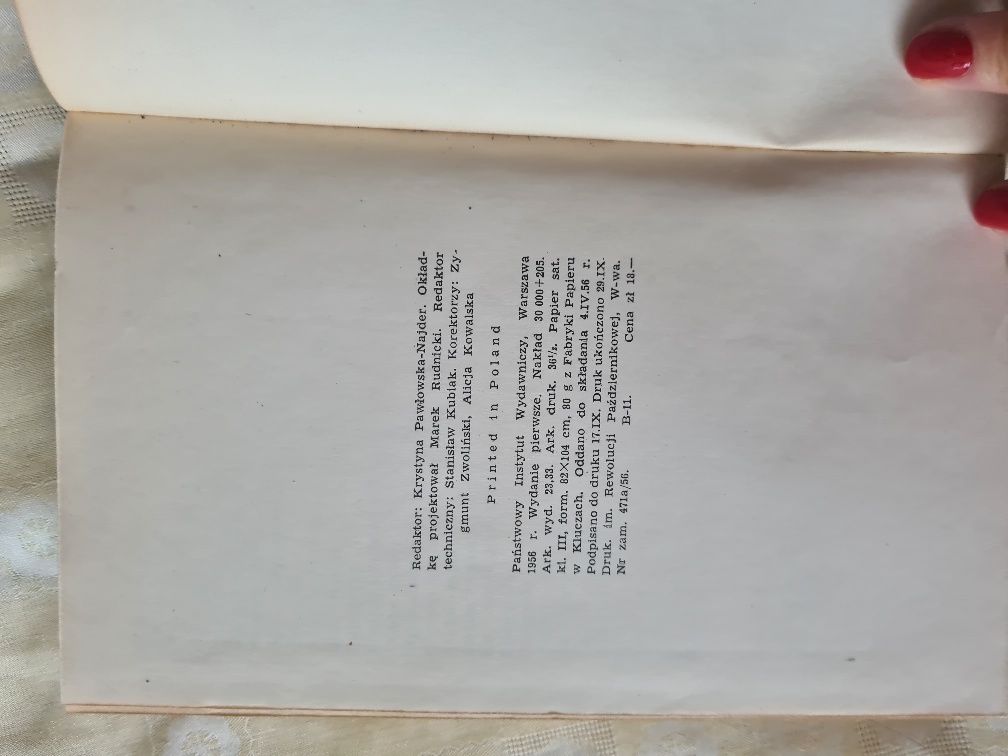 Redaktor: Krystyna Pawłowska-Najder. Okład-
kę projektował Marek Rudnicki. Redaktor
techniczny: Stanisław Kubiak. Korektorzy: Zy-
gmunt Zwoliński, Alicja Kowalska
Printed in Poland
Państwowy Instytut Wydawniczy, Warszawa
1956 r. Wydanie pierwsze. Nakład 30 000+205.
Ark. wyd. 23,33. Ark. druk. 36½. Papier sat.
kl. III, form. 82×104 cm, 80 g z Fabryki Papieru
w Kluczach. Oddano do składania 4.IV.56 r.
Podpisano do druku 17.IX. Druk ukończono 29.IX.
Druk. im. Rewolucji Październikowej, W-wa.
Nr zam. 471a/56. B-11. Cena zł 18.—